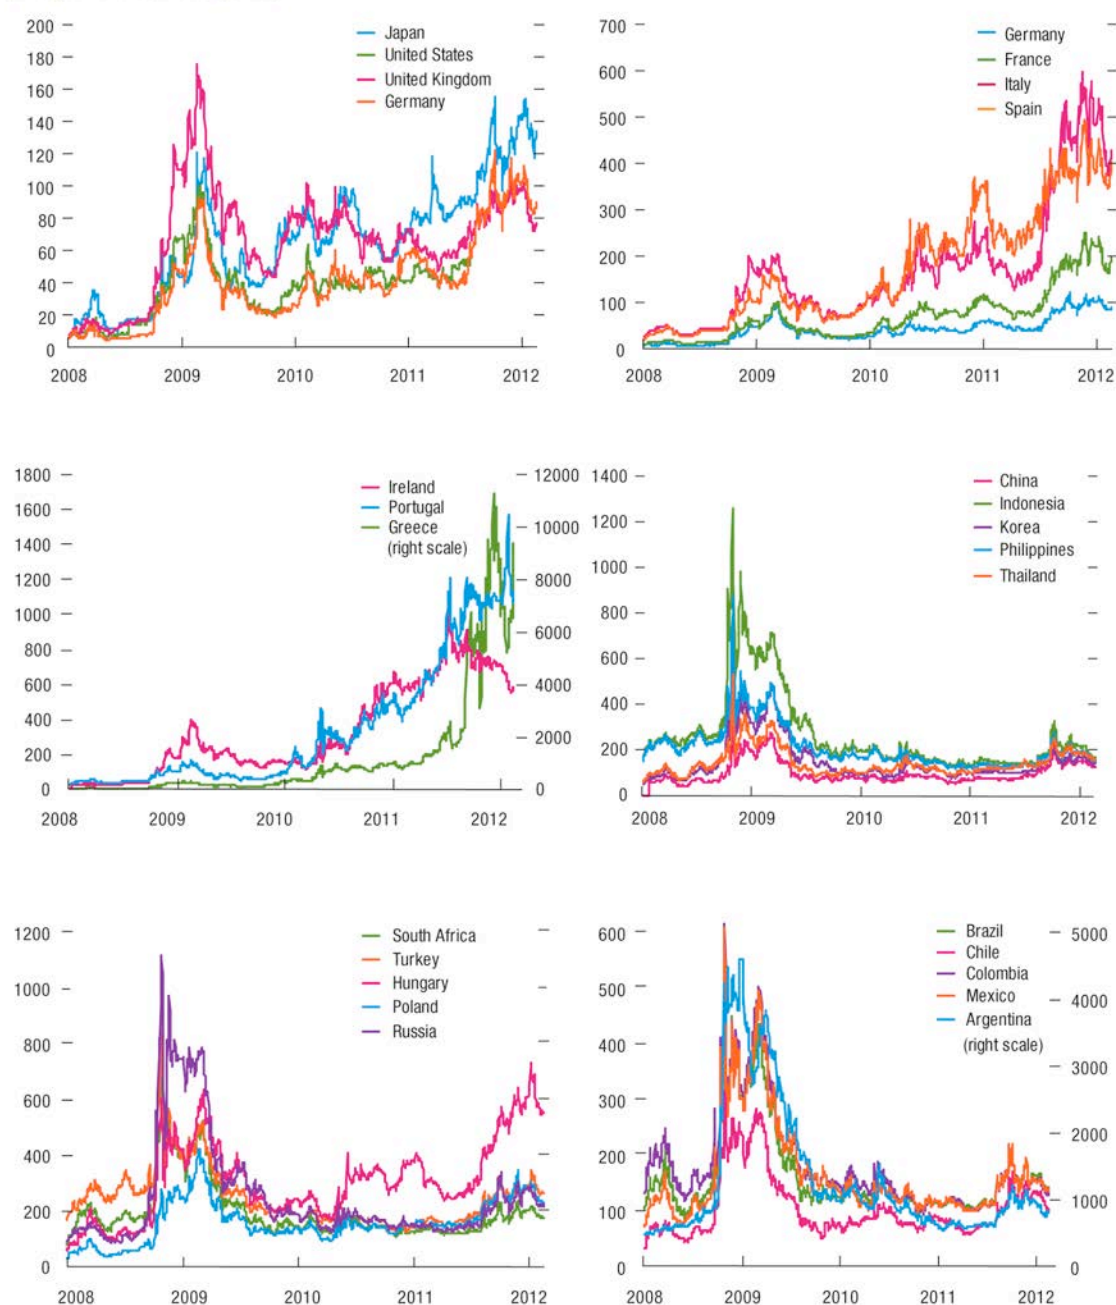 200
180
160
140
120
100
80
60
40
20
0
Japan
United States
United Kingdom
Germany
2008 2009 2010 2011 2012
700
600
500
400
300
200
100
0
Germany
France
Italy
Spain
2008 2009 2010 2011 2012
1800
1600
1400
1200
1000
800
600
400
200
0
Ireland
Portugal
Greece
(right scale)
12000
10000
8000
6000
4000
2000
0
2008 2009 2010 2011 2012
1400
1200
1000
800
600
400
200
0
China
Indonesia
Korea
Philippines
Thailand
2008 2009 2010 2011 2012
1200
1000
800
600
400
200
0
South Africa
Turkey
Hungary
Poland
Russia
2008 2009 2010 2011 2012
600
500
400
300
200
100
0
Brazil
Chile
Colombia
Mexico
Argentina
(right scale)
5000
4000
3000
2000
1000
0
2008 2009 2010 2011 2012